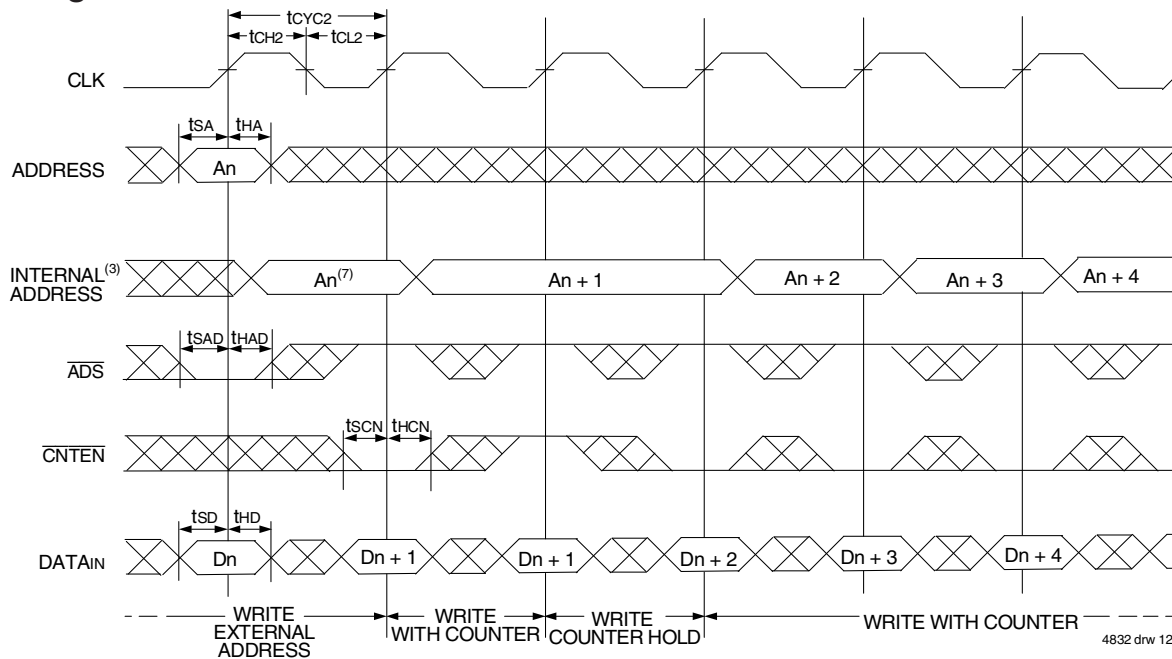 tCYC2
tCH2 tCL2
CLK
tSA tHA
ADDRESS An
INTERNAL(3) ADDRESS An(7) An + 1 An + 2 An + 3 An + 4
tSAD tHAD
ADS
tSCN tHCN
CNTEN
tSD tHD
DATAIN Dn Dn + 1 Dn + 1 Dn + 2 Dn + 3 Dn + 4
WRITE EXTERNAL ADDRESS
WRITE WITH COUNTER
WRITE COUNTER HOLD
WRITE WITH COUNTER
4832 drw 12